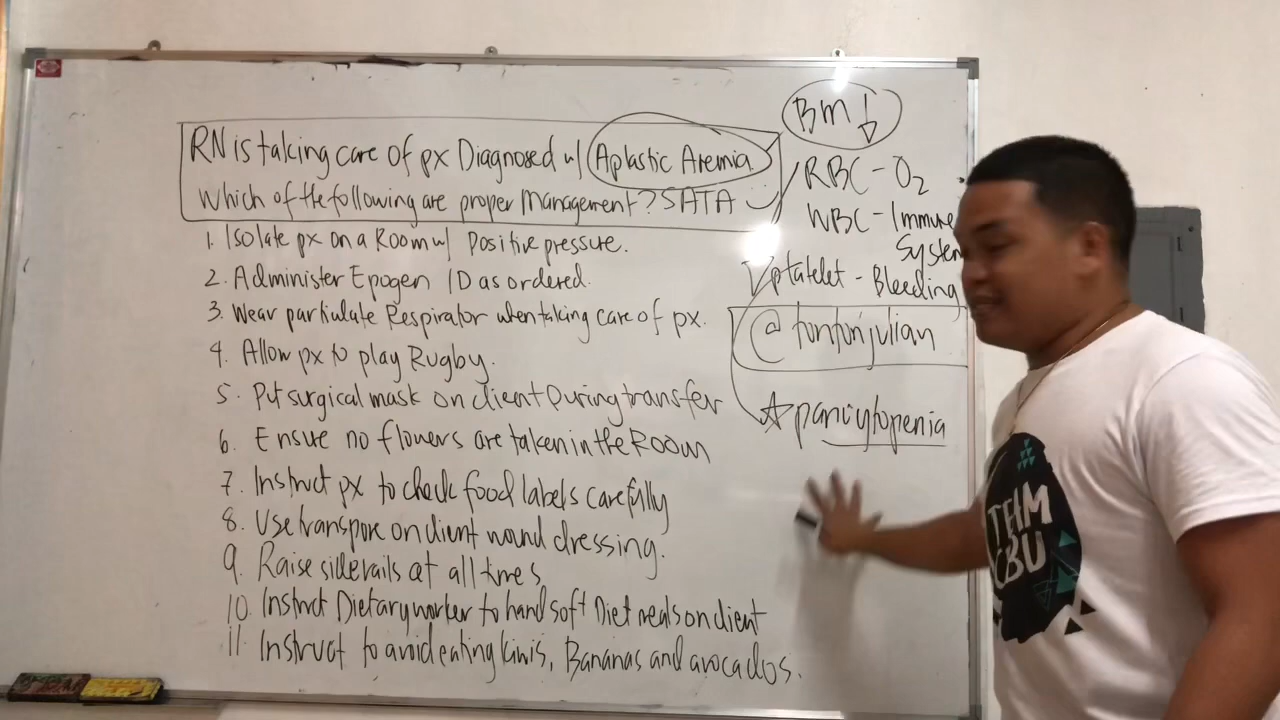 RN is taking care of px Diagnosed w/ Aplastic Anemia
Which of the following are proper Management? SATA
1. Isolate px on a Room w/ Positive pressure.
2. Administer Epogen ID as ordered.
3. Wear particulate Respirator when taking care of px.
4. Allow px to play Rugby.
5. Put surgical mask on client During transfer
6. Ensure no flowers are taken in the Room
7. Instruct px to check food labels carefully
8. Use transpore on client wound dressing.
9. Raise siderails at all times
10. Instruct Dietary worker to hand soft Diet meals on client
11. Instruct to avoid eating kiwis, Bananas and avocados.
BM ↓
RBC - O2
WBC - Immune
System
platelet - Bleeding
@tontonjulian
☆ pancytopenia
TEAM
CBU